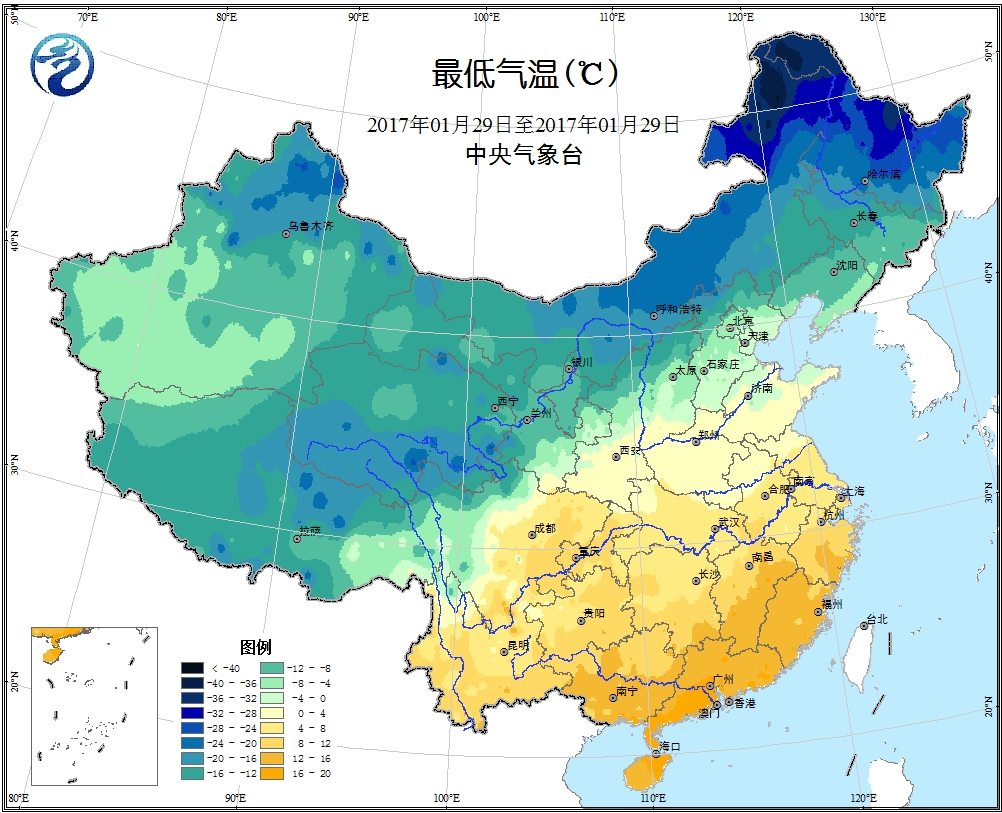 80°E
70°E
80°E
90°E
100°E
110°E
120°E
130°E
50°N
50°N
最低气温(℃)
2017年01月29日至2017年01月29日
中央气象台
哈尔滨
长春
乌鲁木齐
沈阳
40°N
40°N
呼和浩特
北京
天津
银川
太原
石家庄
济南
西宁
兰州
郑州
西安
30°N
30°N
南京
合肥
上海
杭州
拉萨
成都
武汉
重庆
南昌
长沙
贵阳
福州
台北
昆明
广州
南宁
澳门
香港
海口
20°N
20°N
图例
< -40
-40 - -36
-36 - -32
-32 - -28
-28 - -24
-24 - -20
-20 - -16
-16 - -12
-12 - -8
-8 - -4
-4 - 0
0 - 4
4 - 8
8 - 12
12 - 16
16 - 20
80°E
90°E
100°E
110°E
120°E